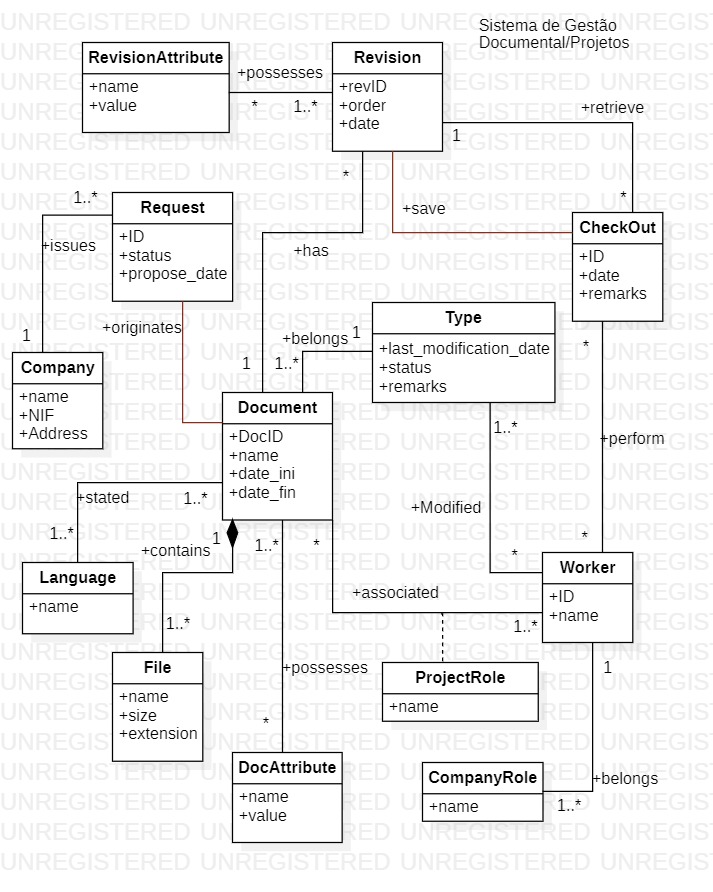 Sistema de Gestão
Documental/Projetos
RevisionAttribute
+name
+value
+possesses
*
1..*
Revision
+revID
+order
+date
+retrieve
1
*
*
+save
+has
1
1..*
Request
+ID
+status
+propose_date
+issues
1
+originates
CheckOut
+ID
+date
+remarks
*
+perform
*
Type
+last_modification_date
+status
+remarks
+belongs
1
1..*
1..*
+Modified
*
Company
+name
+NIF
+Address
Document
+DocID
+name
+date_ini
+date_fin
+stated
1..*
1..*
1
+contains
1..*
1..*
*
+associated
1..*
Language
+name
Worker
+ID
+name
1
File
+name
+size
+extension
+possesses
*
ProjectRole
+name
DocAttribute
+name
+value
CompanyRole
+name
+belongs
1..*
UNREGISTERED